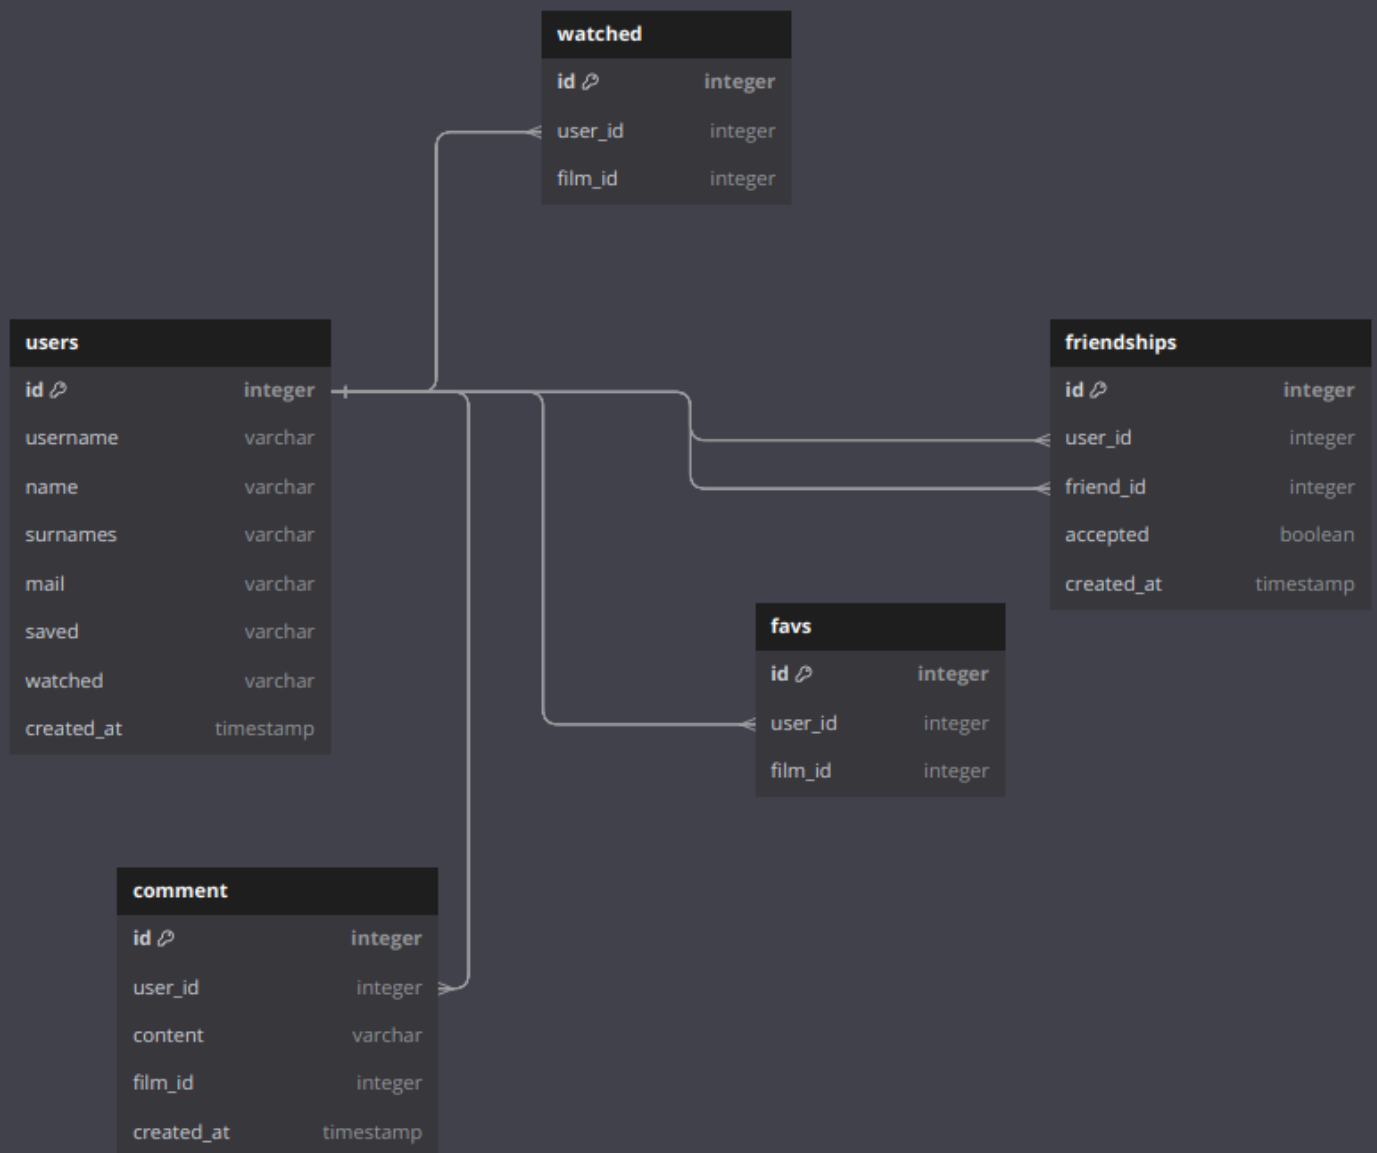 watched
id integer
user_id integer
film_id integer
users
id integer
username varchar
name varchar
surnames varchar
mail varchar
saved varchar
watched varchar
created_at timestamp
friendships
id integer
user_id integer
friend_id integer
accepted boolean
created_at timestamp
favs
id integer
user_id integer
film_id integer
comment
id integer
user_id integer
content varchar
film_id integer
created_at timestamp